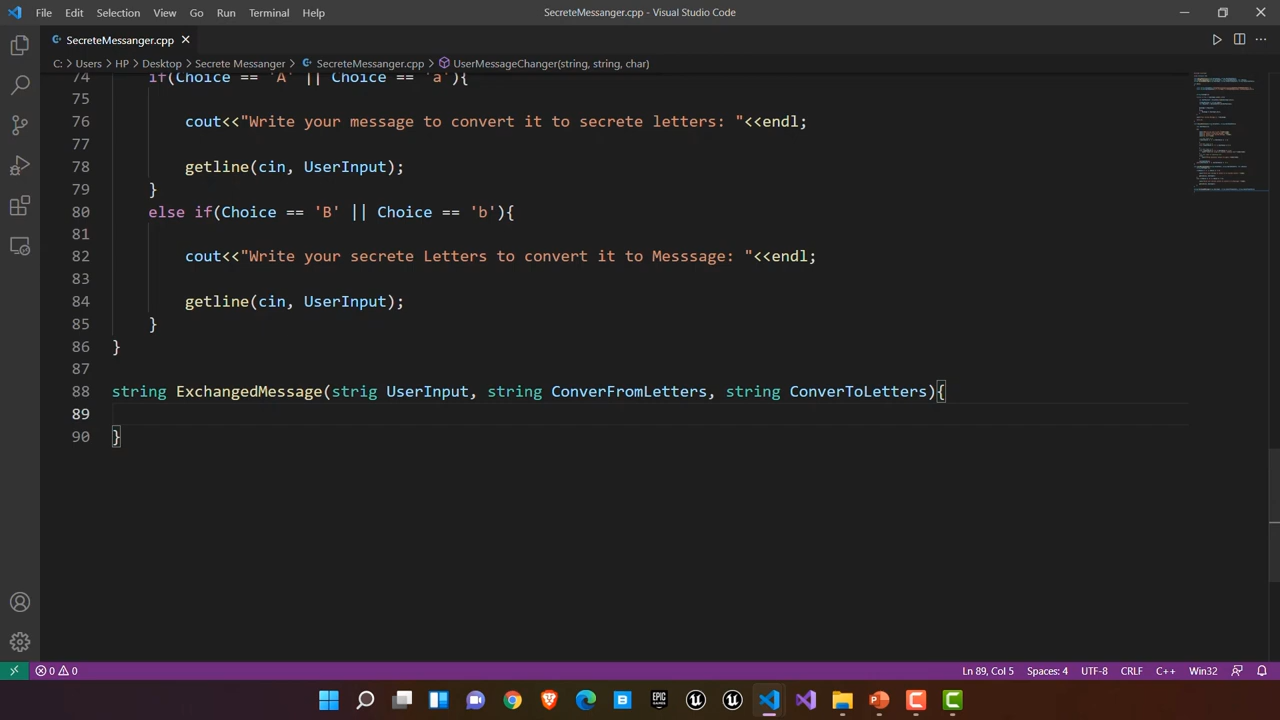 File Edit Selection View Go Run Terminal Help SecreteMessanger.cpp - Visual Studio Code
SecreteMessanger.cpp
C: > Users > HP > Desktop > Secrete Messanger > SecreteMessanger.cpp > UserMessageChanger(string, string, char)
74 if(Choice == 'A' || Choice == 'a'){
75
76 cout<<"Write your message to convert it to secrete letters: "<<endl;
77
78 getline(cin, UserInput);
79 }
80 else if(Choice == 'B' || Choice == 'b'){
81
82 cout<<"Write your secrete Letters to convert it to Messsage: "<<endl;
83
84 getline(cin, UserInput);
85 }
86 }
87
88 string ExchangedMessage(strig UserInput, string ConverFromLetters, string ConverToLetters){
89
90 }
0 0 Ln 89, Col 5 Spaces: 4 UTF-8 CRLF C++ Win32